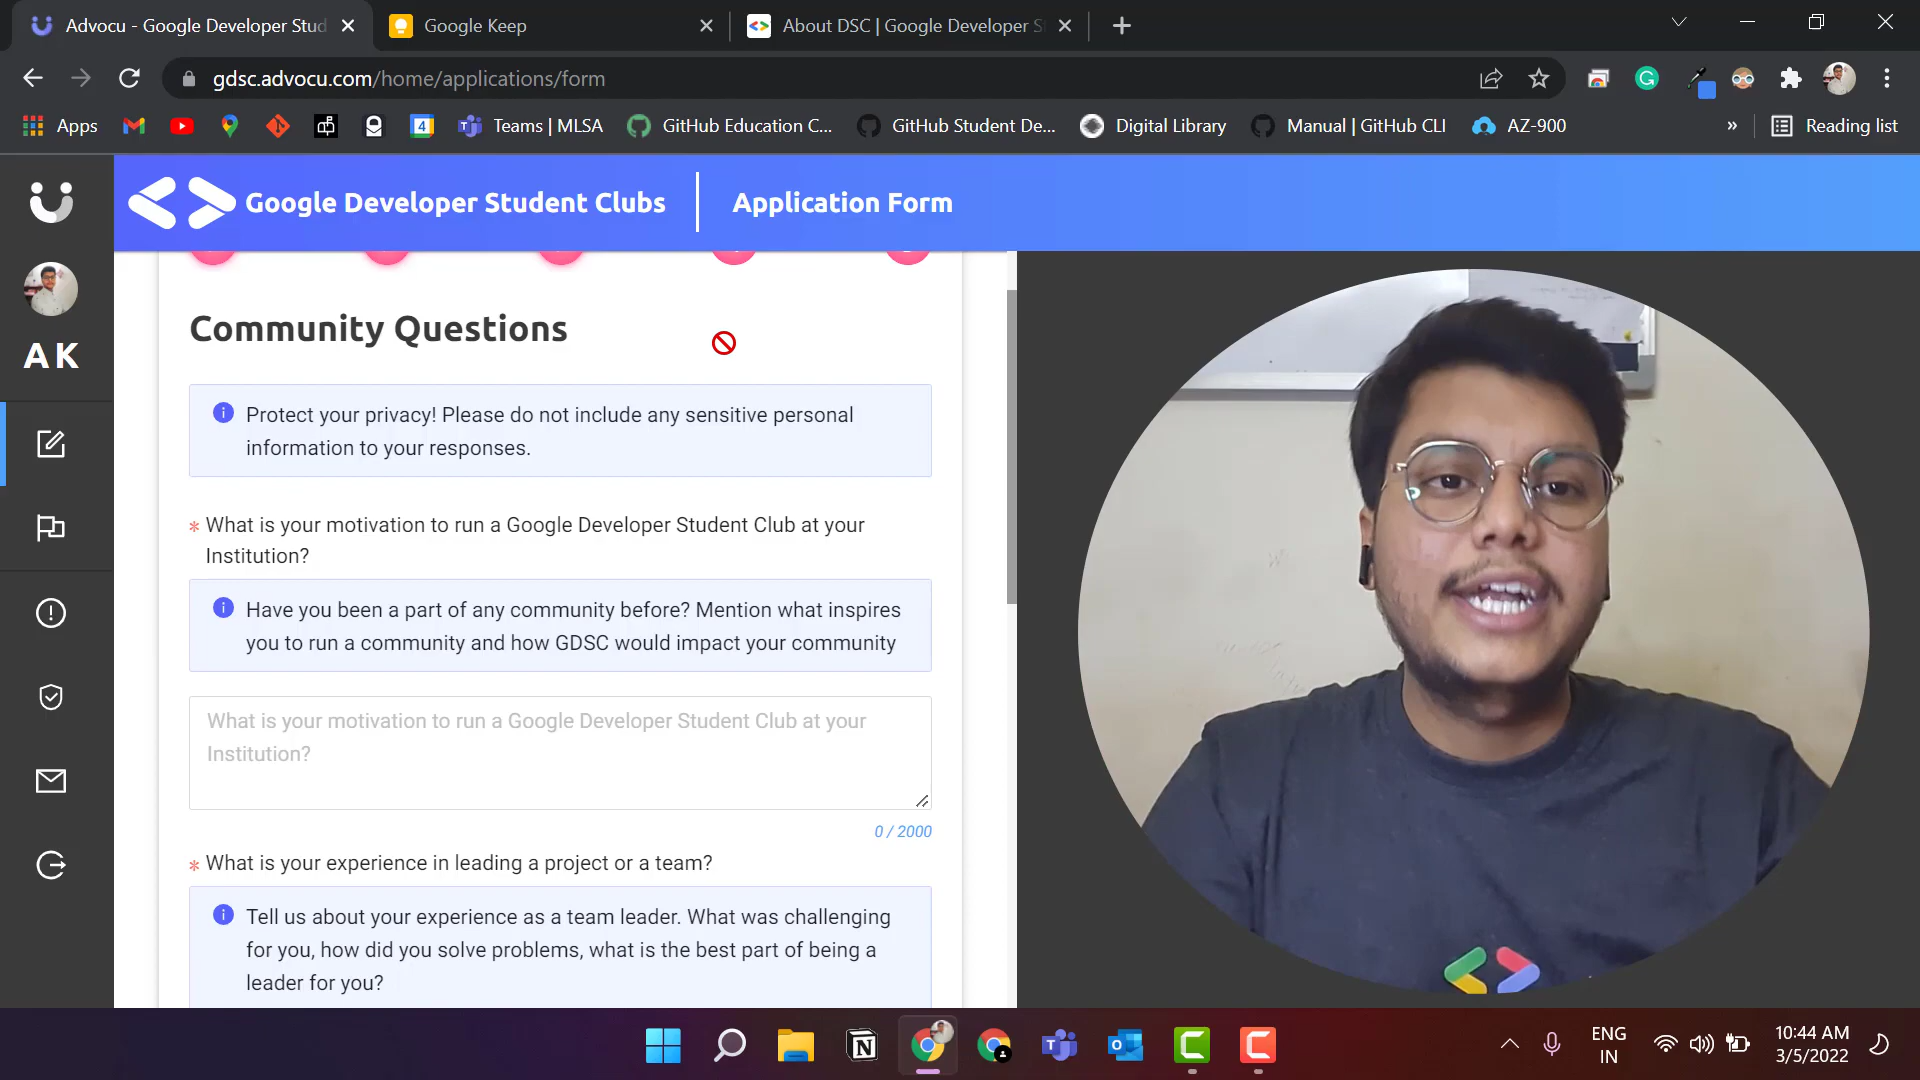 Advocu - Google Developer Stud
Google Keep
About DSC | Google Developer S
gdsc.advocu.com/home/applications/form
Apps
4
Teams | MLSA
GitHub Education C...
GitHub Student De...
Digital Library
Manual | GitHub CLI
AZ-900
»
Reading list
Google Developer Student Clubs
Application Form
A K
Community Questions
Protect your privacy! Please do not include any sensitive personal
information to your responses.
* What is your motivation to run a Google Developer Student Club at your
Institution?
Have you been a part of any community before? Mention what inspires
you to run a community and how GDSC would impact your community
What is your motivation to run a Google Developer Student Club at your
Institution?
0 / 2000
* What is your experience in leading a project or a team?
Tell us about your experience as a team leader. What was challenging
for you, how did you solve problems, what is the best part of being a
leader for you?
ENG
IN
10:44 AM
3/5/2022